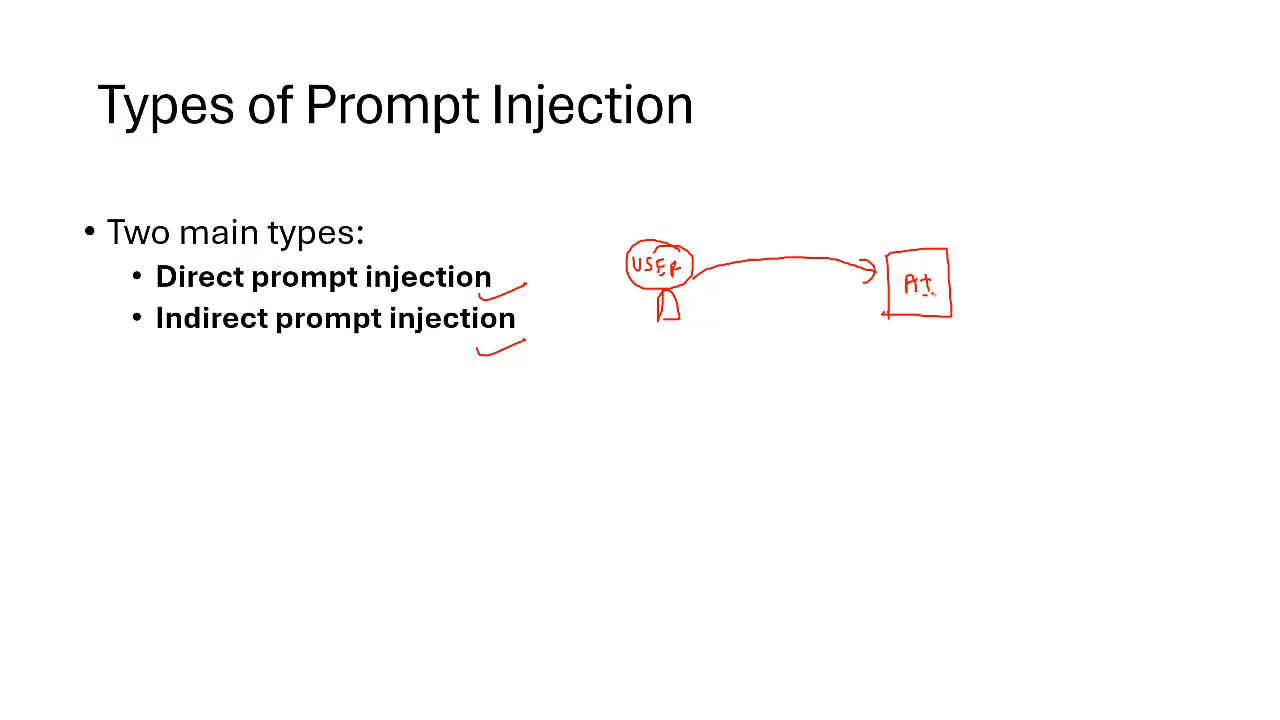 Types of Prompt Injection
• Two main types:
• Direct prompt injection
• Indirect prompt injection
USER
AI